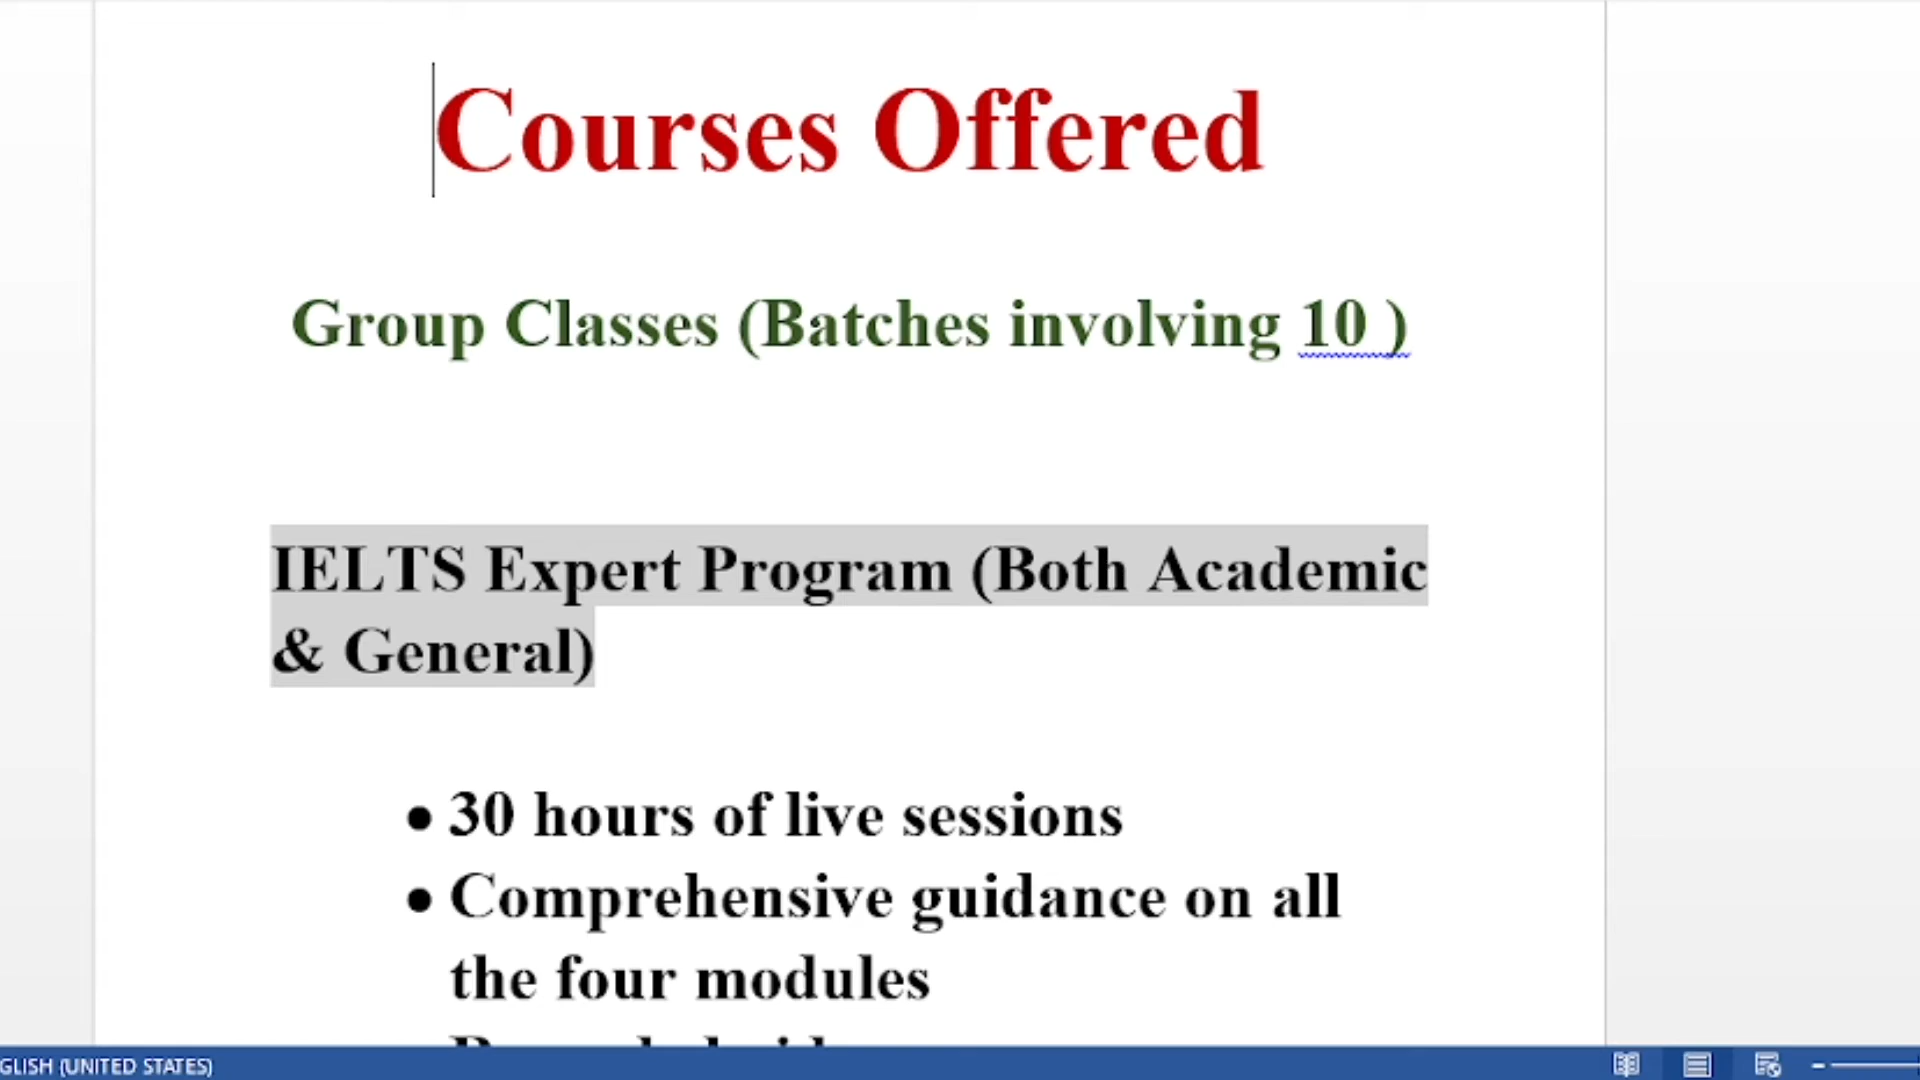 Courses Offered
Group Classes (Batches involving 10 )
IELTS Expert Program (Both Academic
& General)
• 30 hours of live sessions
• Comprehensive guidance on all
the four modules
GLISH (UNITED STATES)